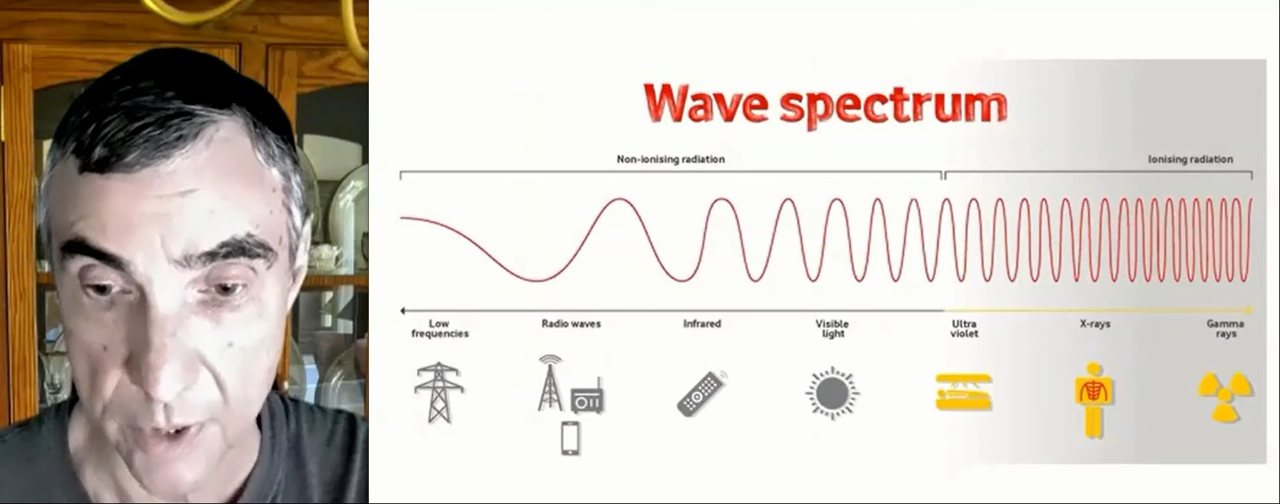 Wave spectrum
Non-ionising radiation
Ionising radiation
Low
frequencies
Radio waves
Infrared
Visible
light
Ultra
violet
X-rays
Gamma
rays